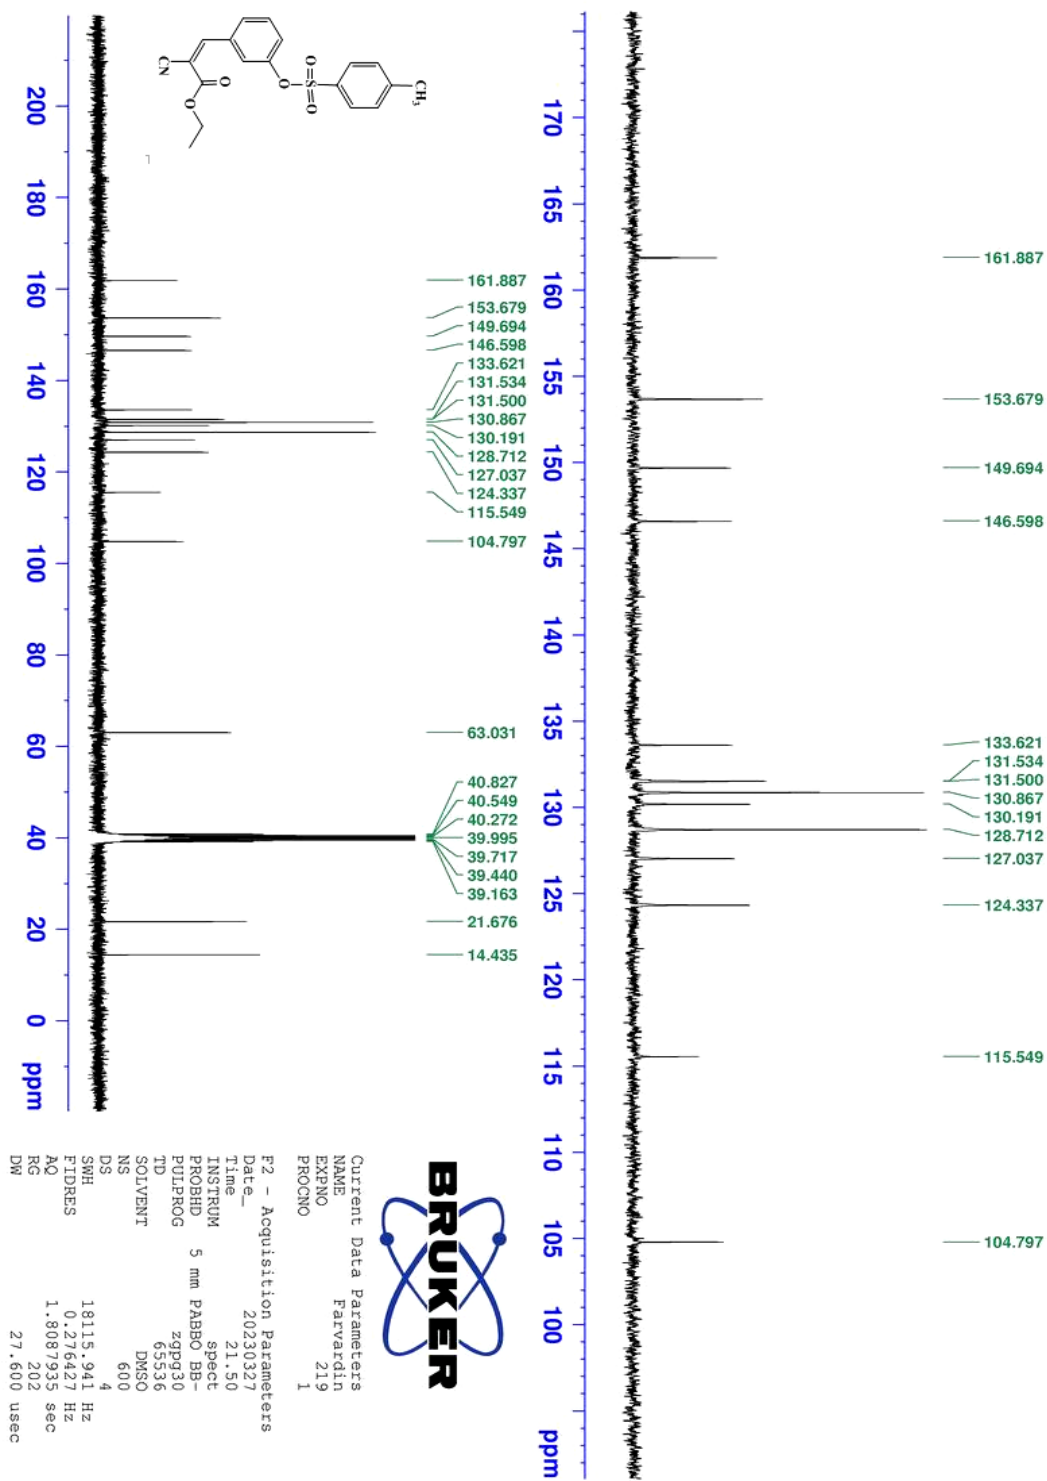 CH3
O=S=O
O
CN
O
O
161.887
153.679
149.694
146.598
133.621
131.534
131.500
130.867
130.191
128.712
127.037
124.337
115.549
104.797
63.031
40.827
40.549
40.272
39.995
39.717
39.440
39.163
21.676
14.435
200 180 160 140 120 100 80 60 40 20 0 ppm
161.887
153.679
149.694
146.598
133.621
131.534
131.500
130.867
130.191
128.712
127.037
124.337
115.549
104.797
170 165 160 155 150 145 140 135 130 125 120 115 110 105 100 ppm
BRUKER
Current Data Parameters
NAME Farvardin
EXPNO 219
PROCNO 1
F2 - Acquisition Parameters
Date_ 20230327
Time 21.50
INSTRUM spect
PROBHD 5 mm PABBO BB-
PULPROG zgpg30
TD 65536
SOLVENT DMSO
NS 600
DS 4
SWH 18115.941 Hz
FIDRES 0.276427 Hz
AQ 1.8087935 sec
RG 202
DW 27.600 usec